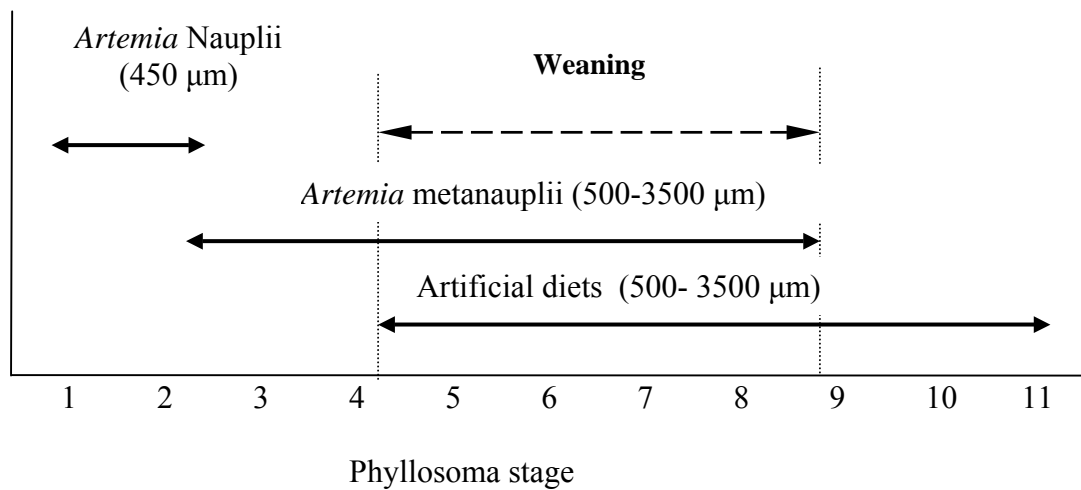 Artemia Nauplii
(450 μm)
Weaning
Artemia metanauplii (500-3500 μm)
Artificial diets (500- 3500 μm)
1 2 3 4 5 6 7 8 9 10 11
Phyllosoma stage